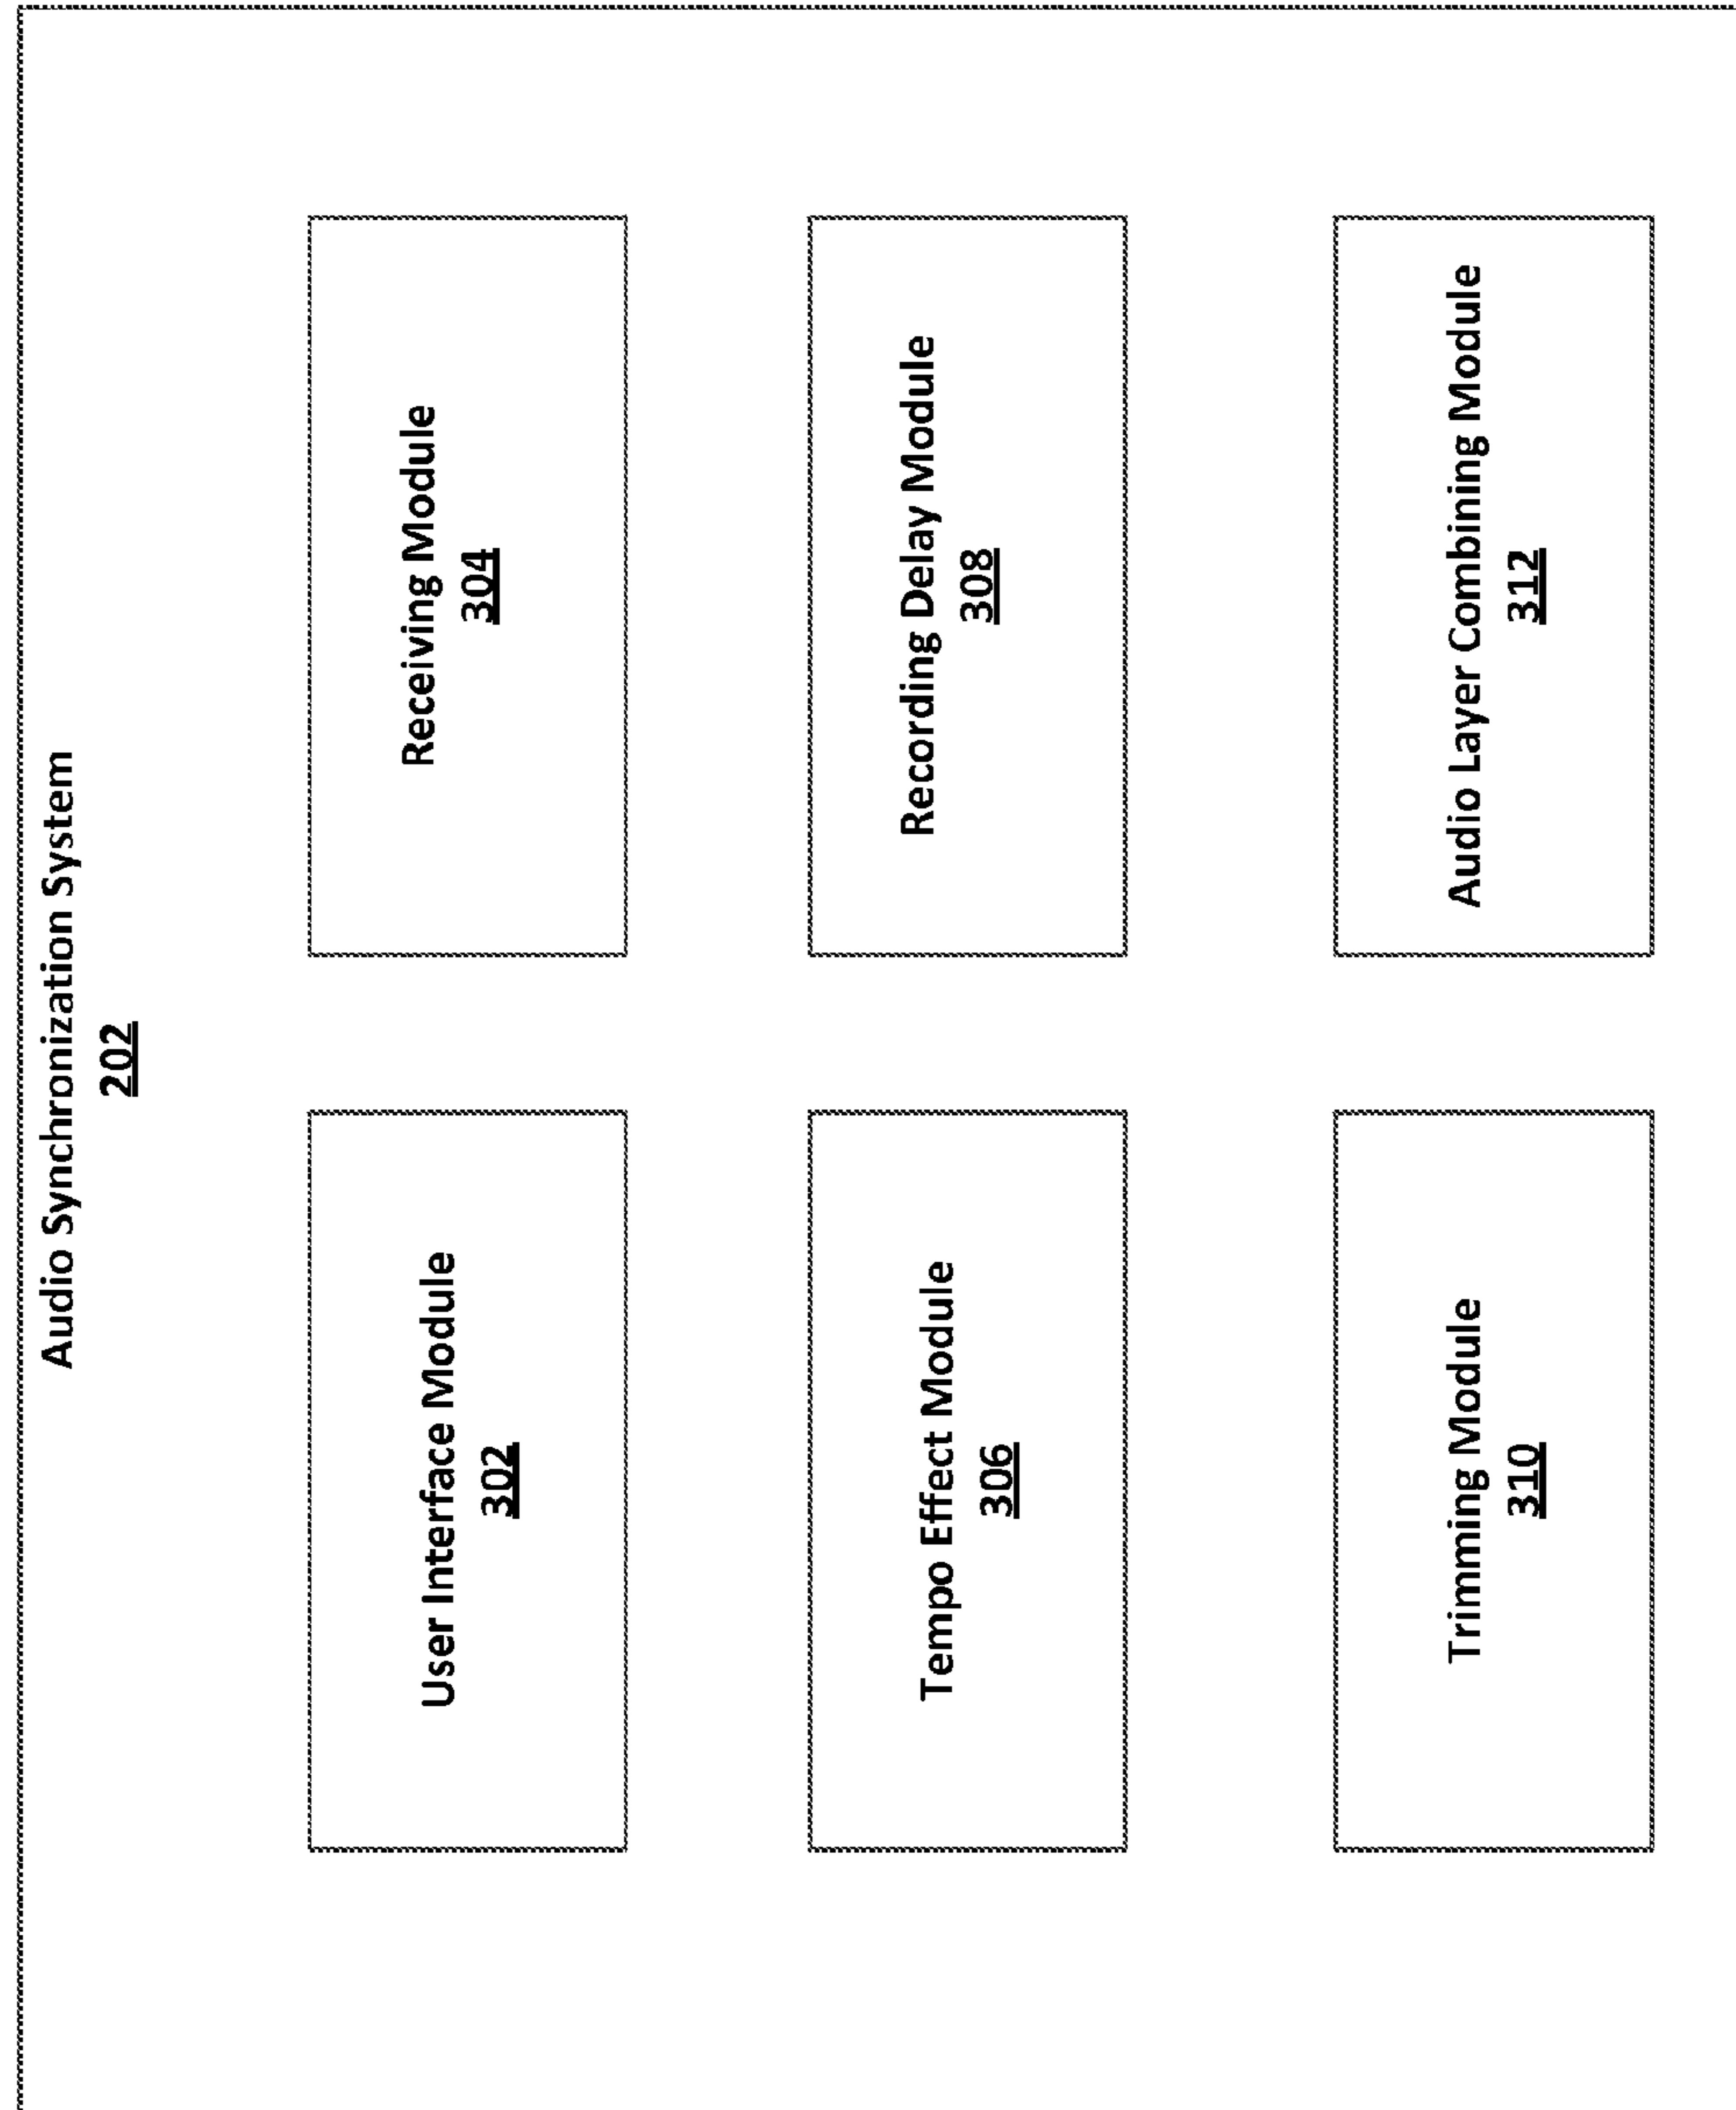 Audio Synchronization System
202
User Interface Module
302
Receiving Module
304
Tempo Effect Module
306
Recording Delay Module
308
Trimming Module
310
Audio Layer Combining Module
312